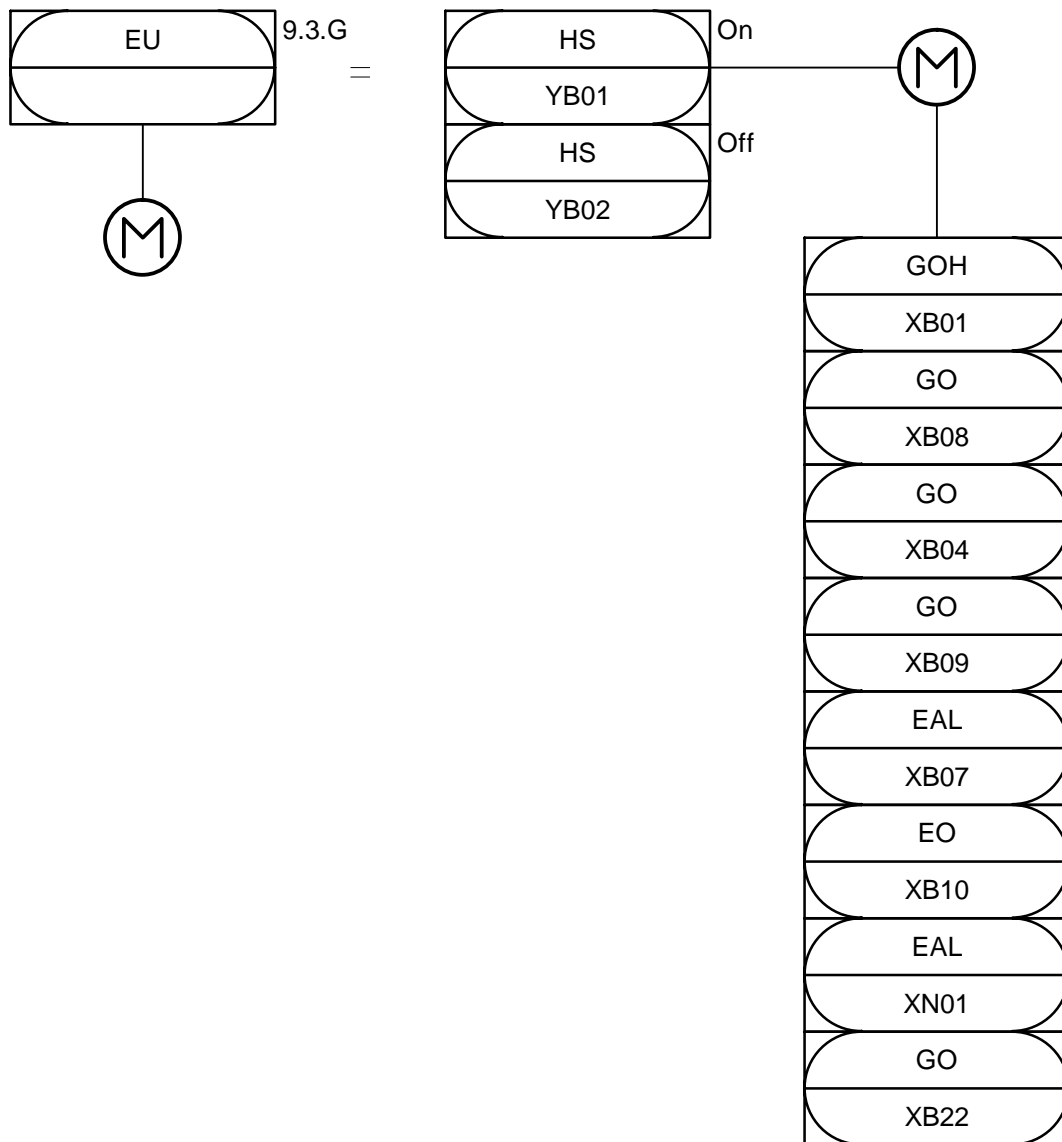 EU
9.3.G
=
HS
On
YB01
HS
Off
YB02
M
M
GOH
XB01
GO
XB08
GO
XB04
GO
XB09
EAL
XB07
EO
XB10
EAL
XN01
GO
XB22